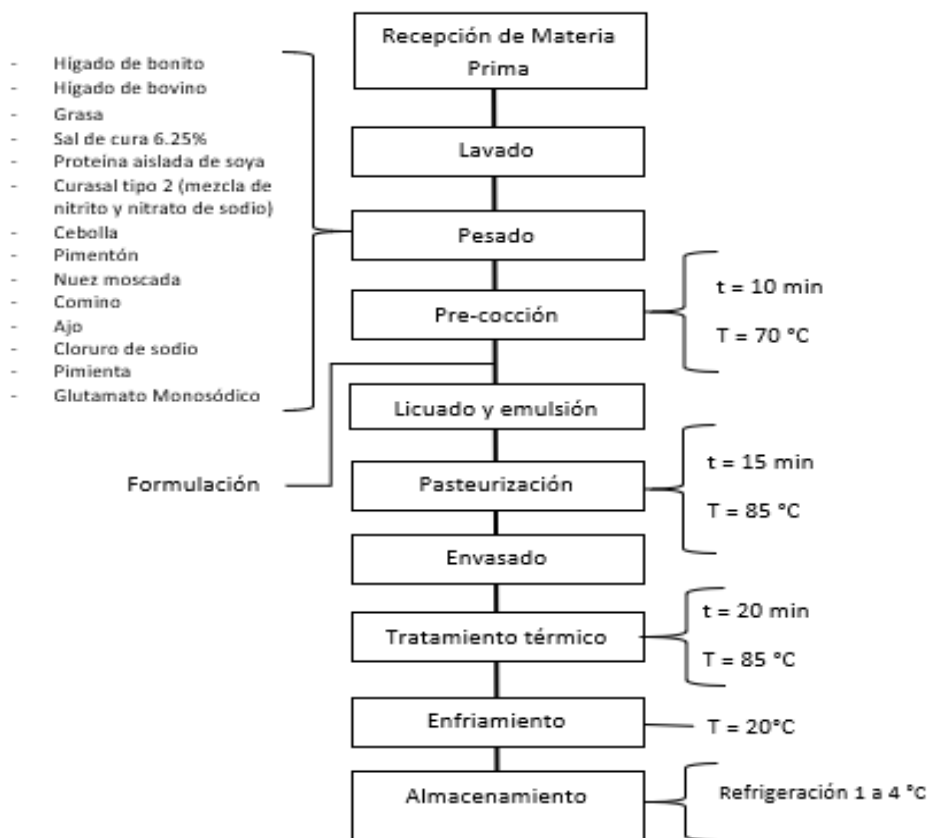 Recepción de Materia
Prima
- Hígado de bonito
- Hígado de bovino
- Grasa
- Sal de cura 6.25%
- Proteína aislada de soya
- Curasal tipo 2 (mezcla de
nitrito y nitrato de sodio)
- Cebolla
- Pimentón
- Nuez moscada
- Comino
- Ajo
- Cloruro de sodio
- Pimienta
- Glutamato Monosódico
Lavado
Pesado
Pre-cocción
t = 10 min
T = 70 °C
Formulación
Licuado y emulsión
Pasteurización
t = 15 min
T = 85 °C
Envasado
Tratamiento térmico
t = 20 min
T = 85 °C
Enfriamiento
T = 20°C
Almacenamiento
Refrigeración 1 a 4 °C